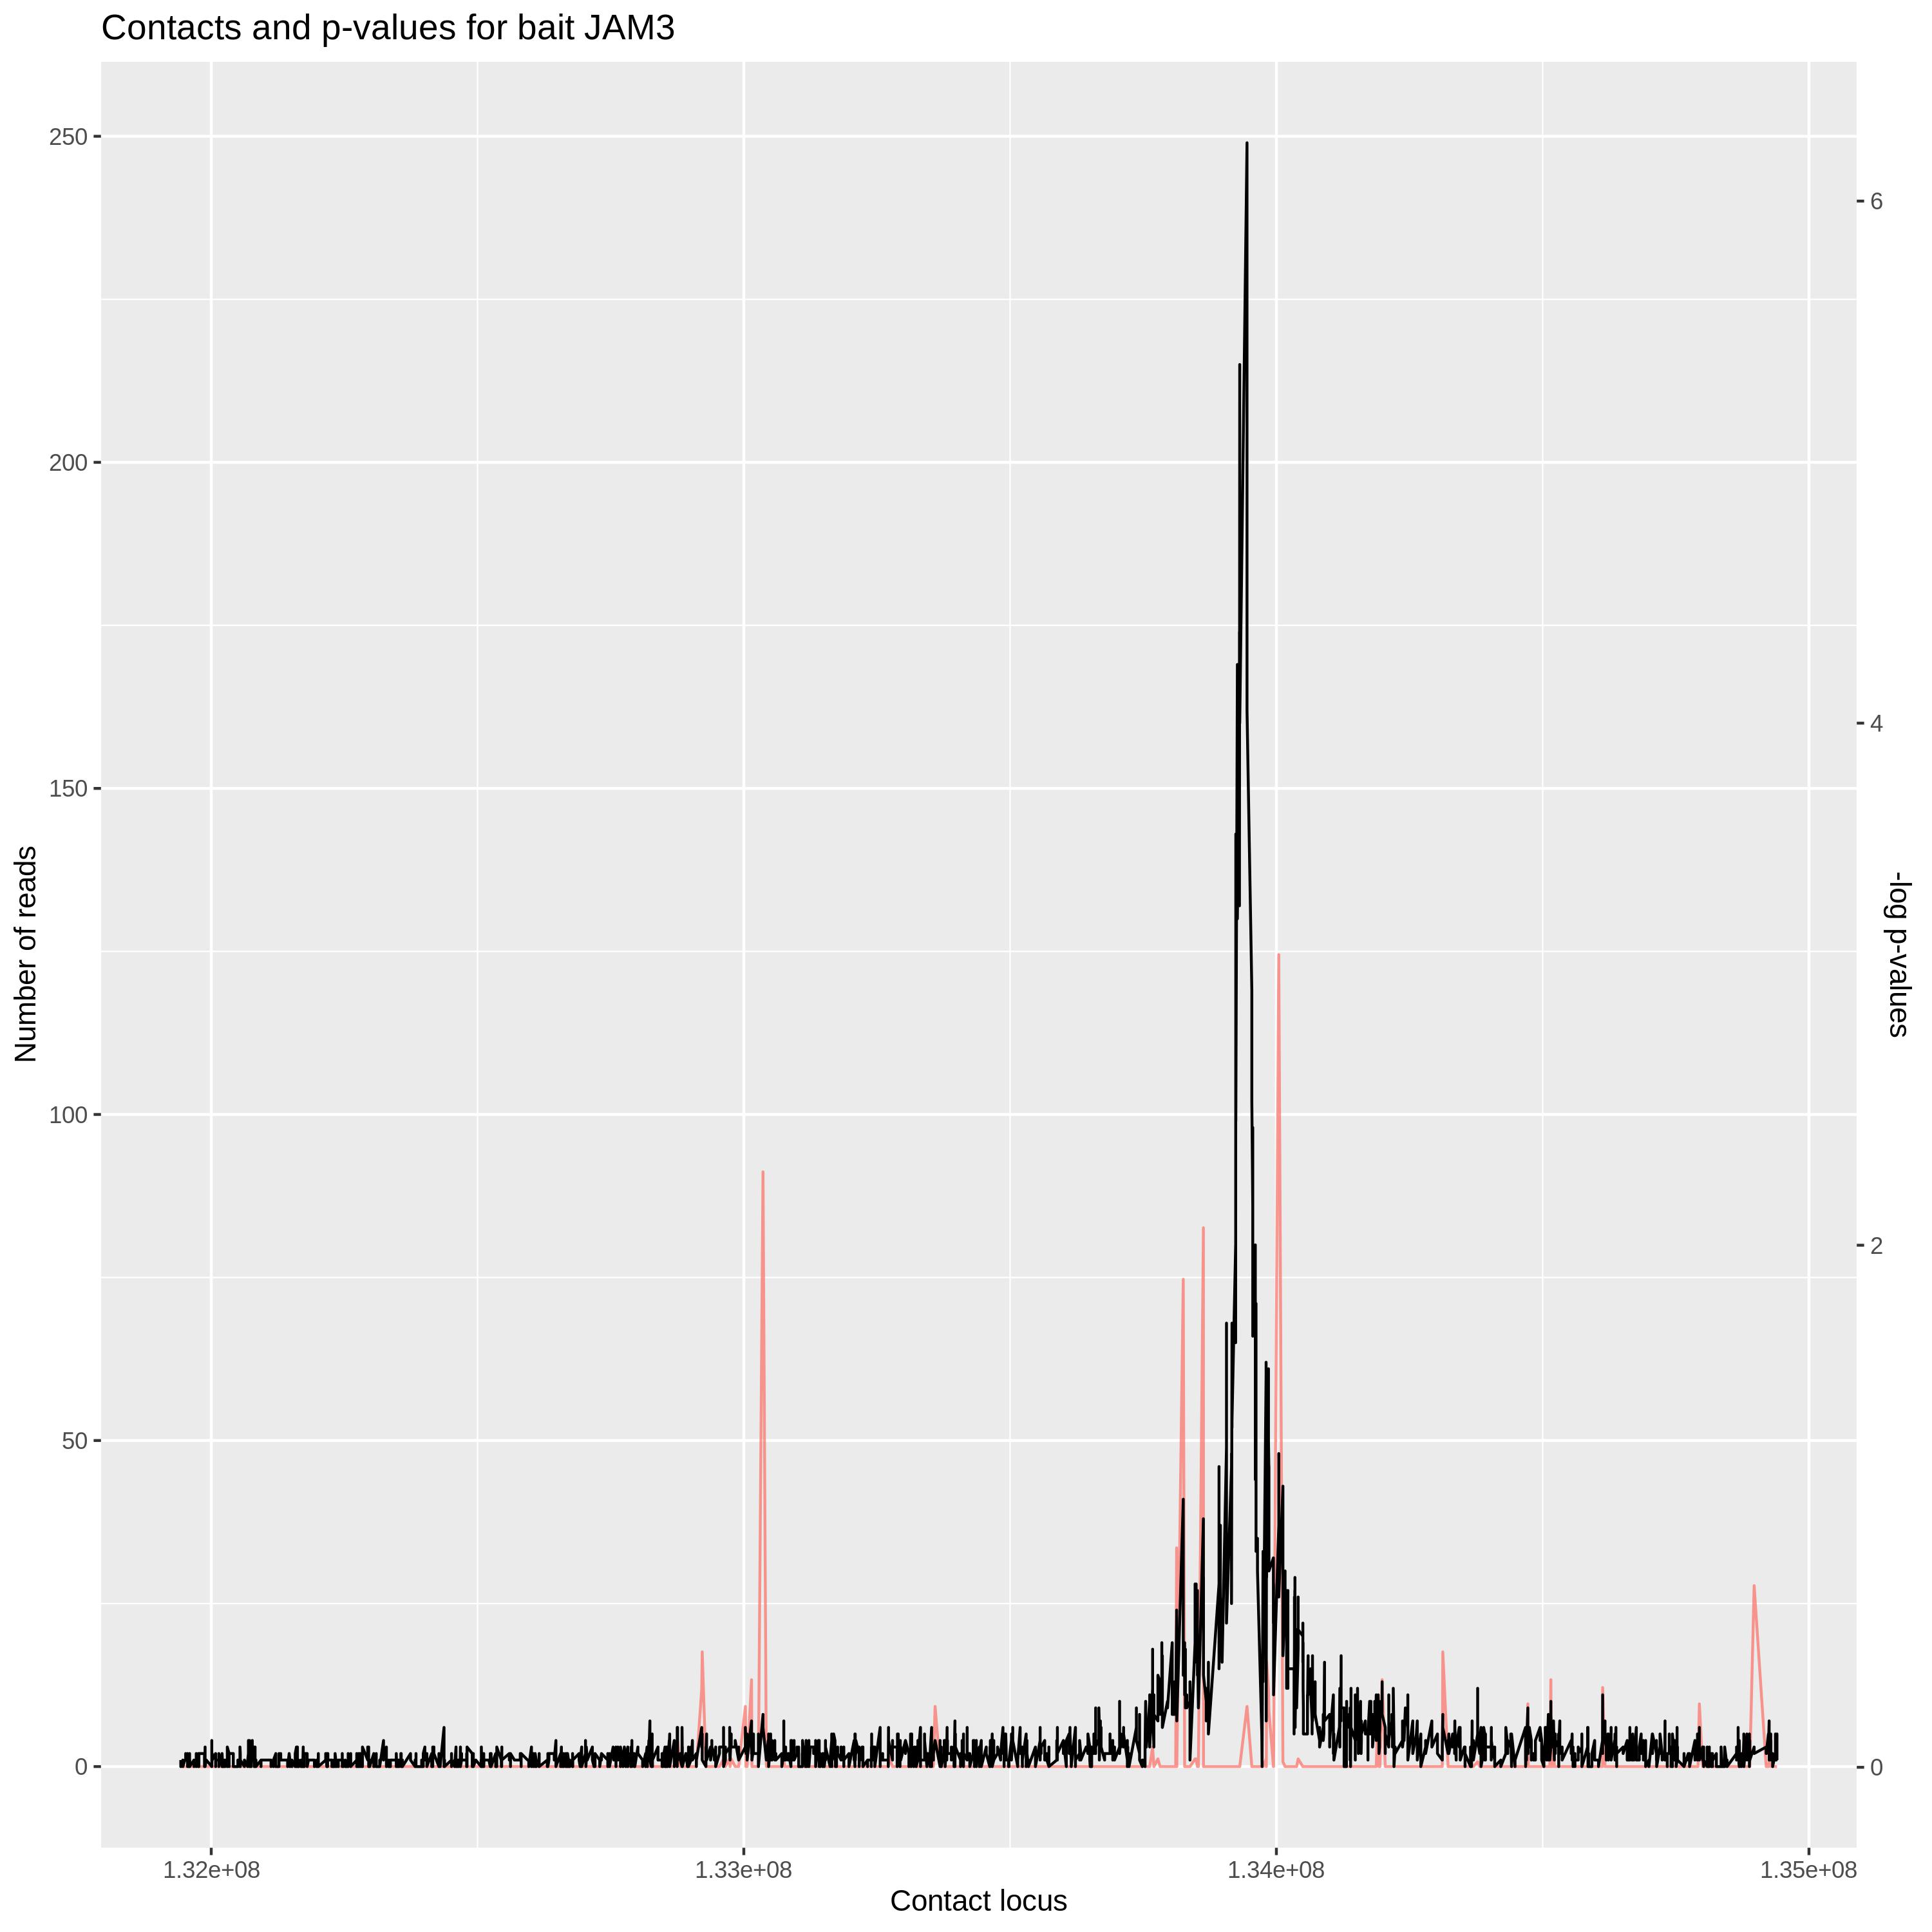 Contacts and p-values for bait JAM3
250
200
150
100
50
0
Number of reads
6
4
2
0
-log p-values
1.32e+08
1.33e+08
1.34e+08
1.35e+08
Contact locus